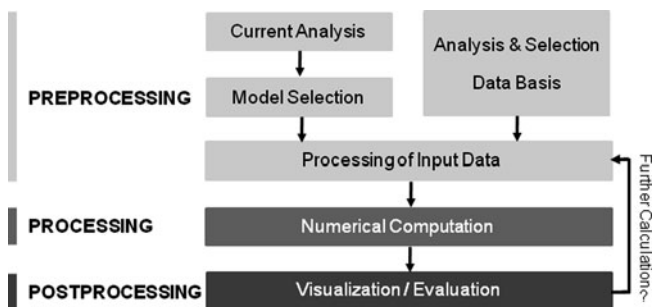 Current Analysis
Analysis & Selection
Data Basis
PREPROCESSING
Model Selection
Processing of Input Data
Further Calculation?
PROCESSING
Numerical Computation
POSTPROCESSING
Visualization / Evaluation